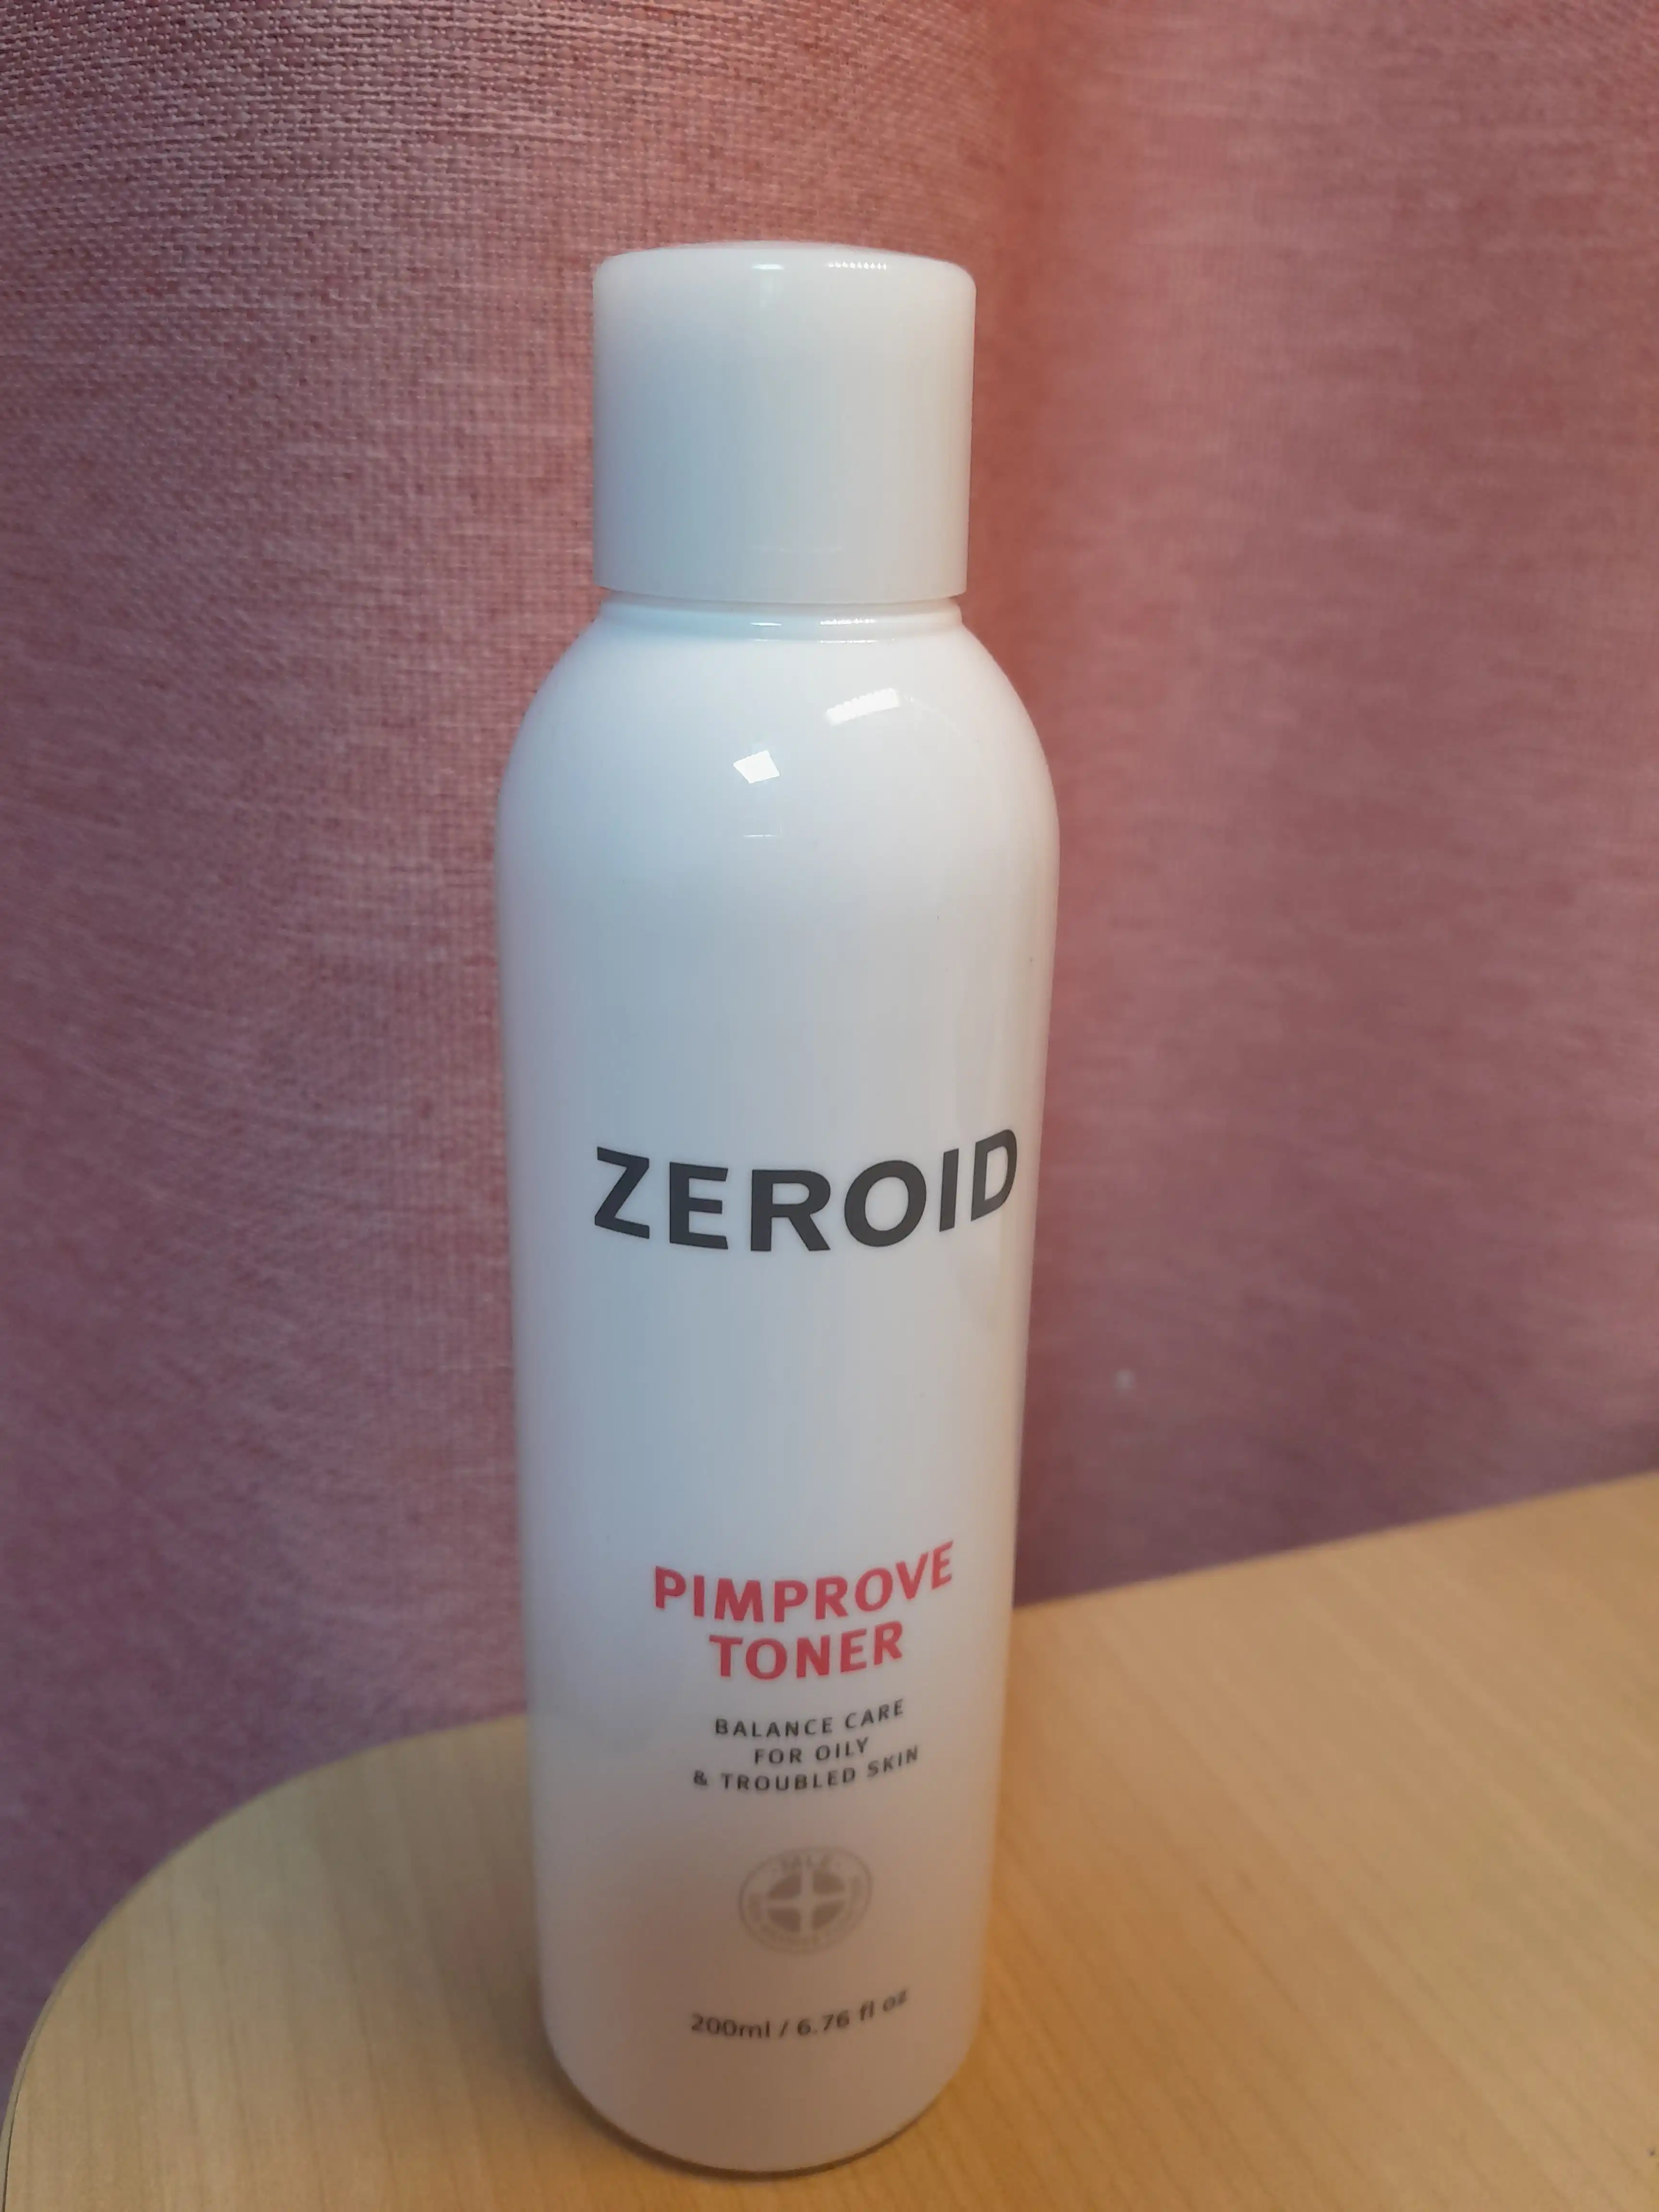 ZEROID
PIMPROVE
TONER
BALANCE CARE
FOR OILY
& TROUBLED SKIN
200ml / 6.76 fl oz